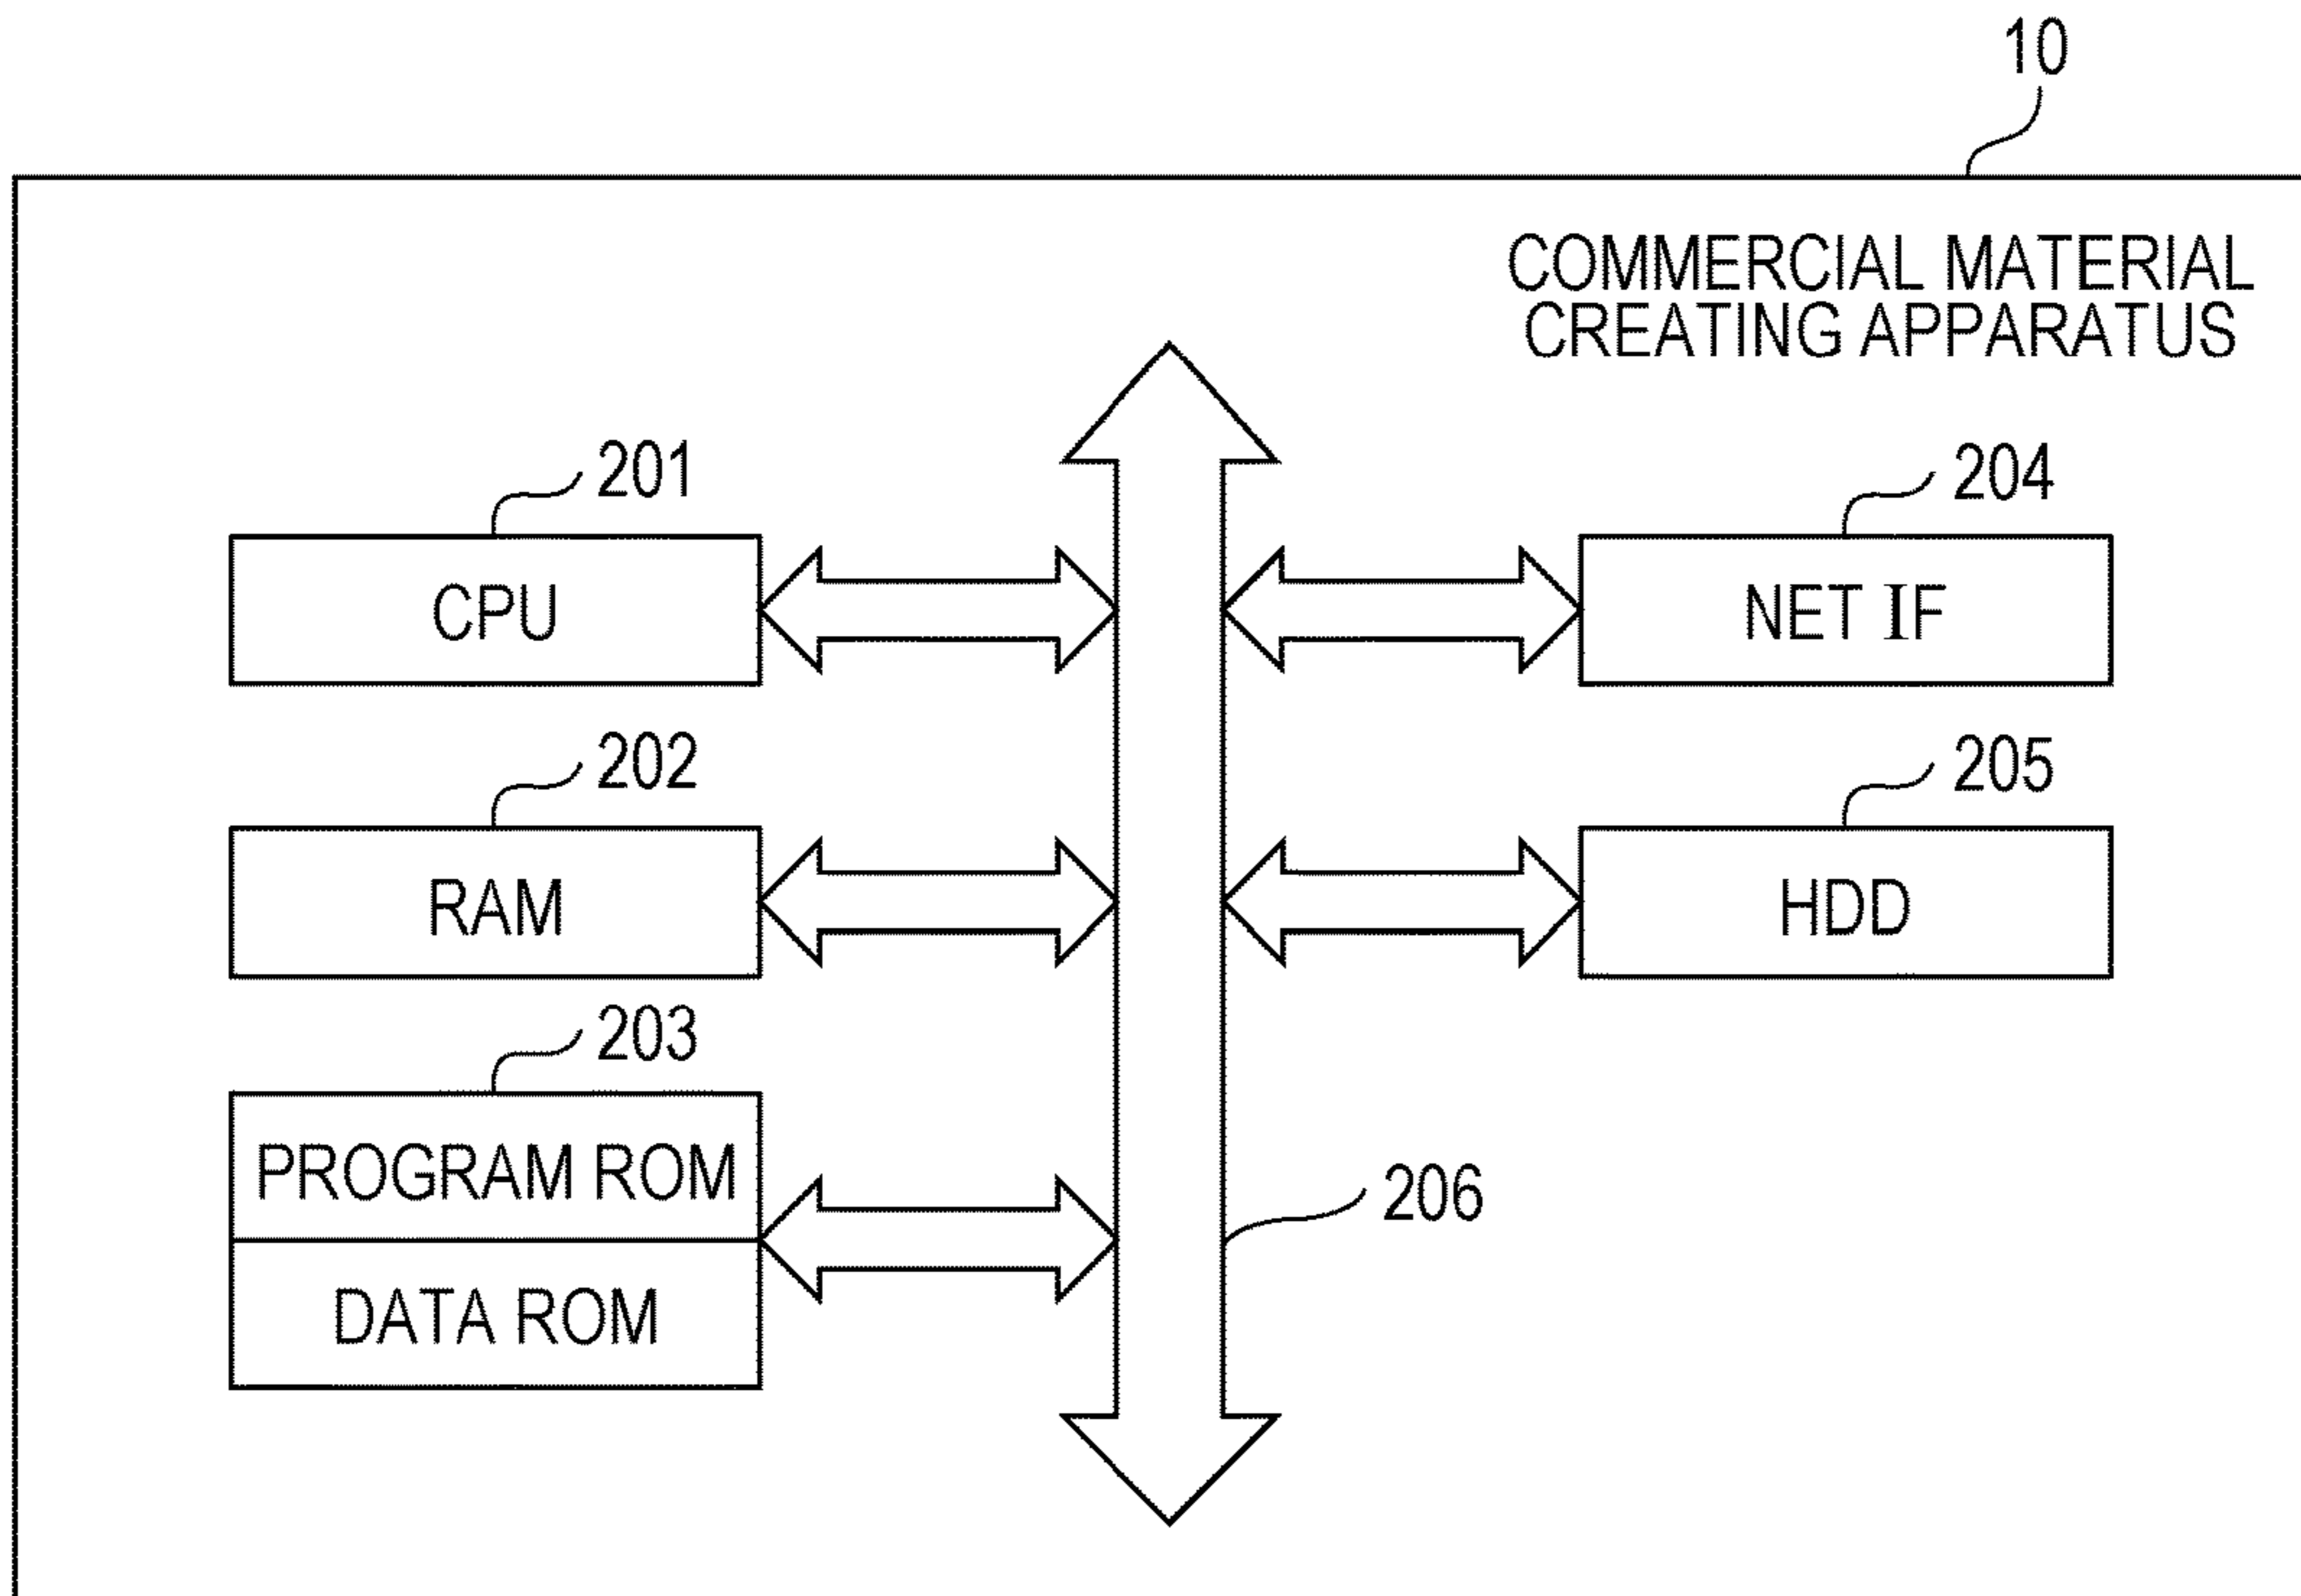 10
COMMERCIAL MATERIAL
CREATING APPARATUS
201
CPU
204
NET IF
202
RAM
205
HDD
203
PROGRAM ROM
DATA ROM
206